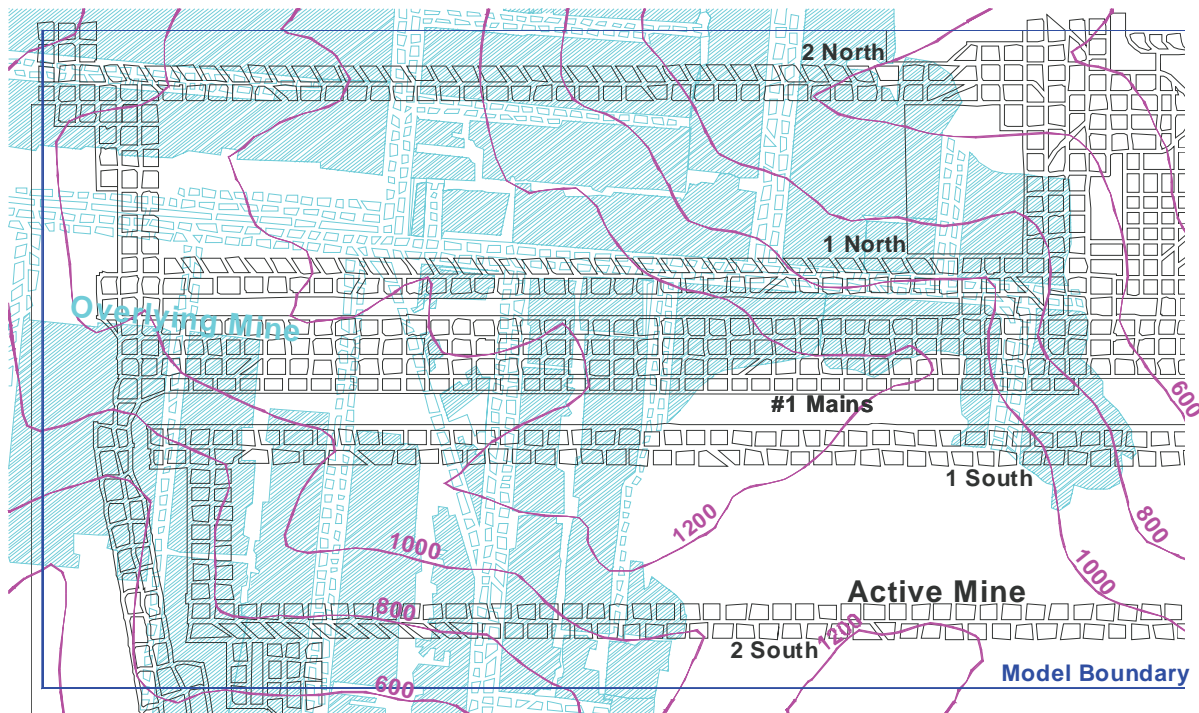 2 North
1 North
Overlying Mine
600
#1 Mains
1 South
1200
800
1000
1000
Active Mine
800
1200
2 South
Model Boundary
600